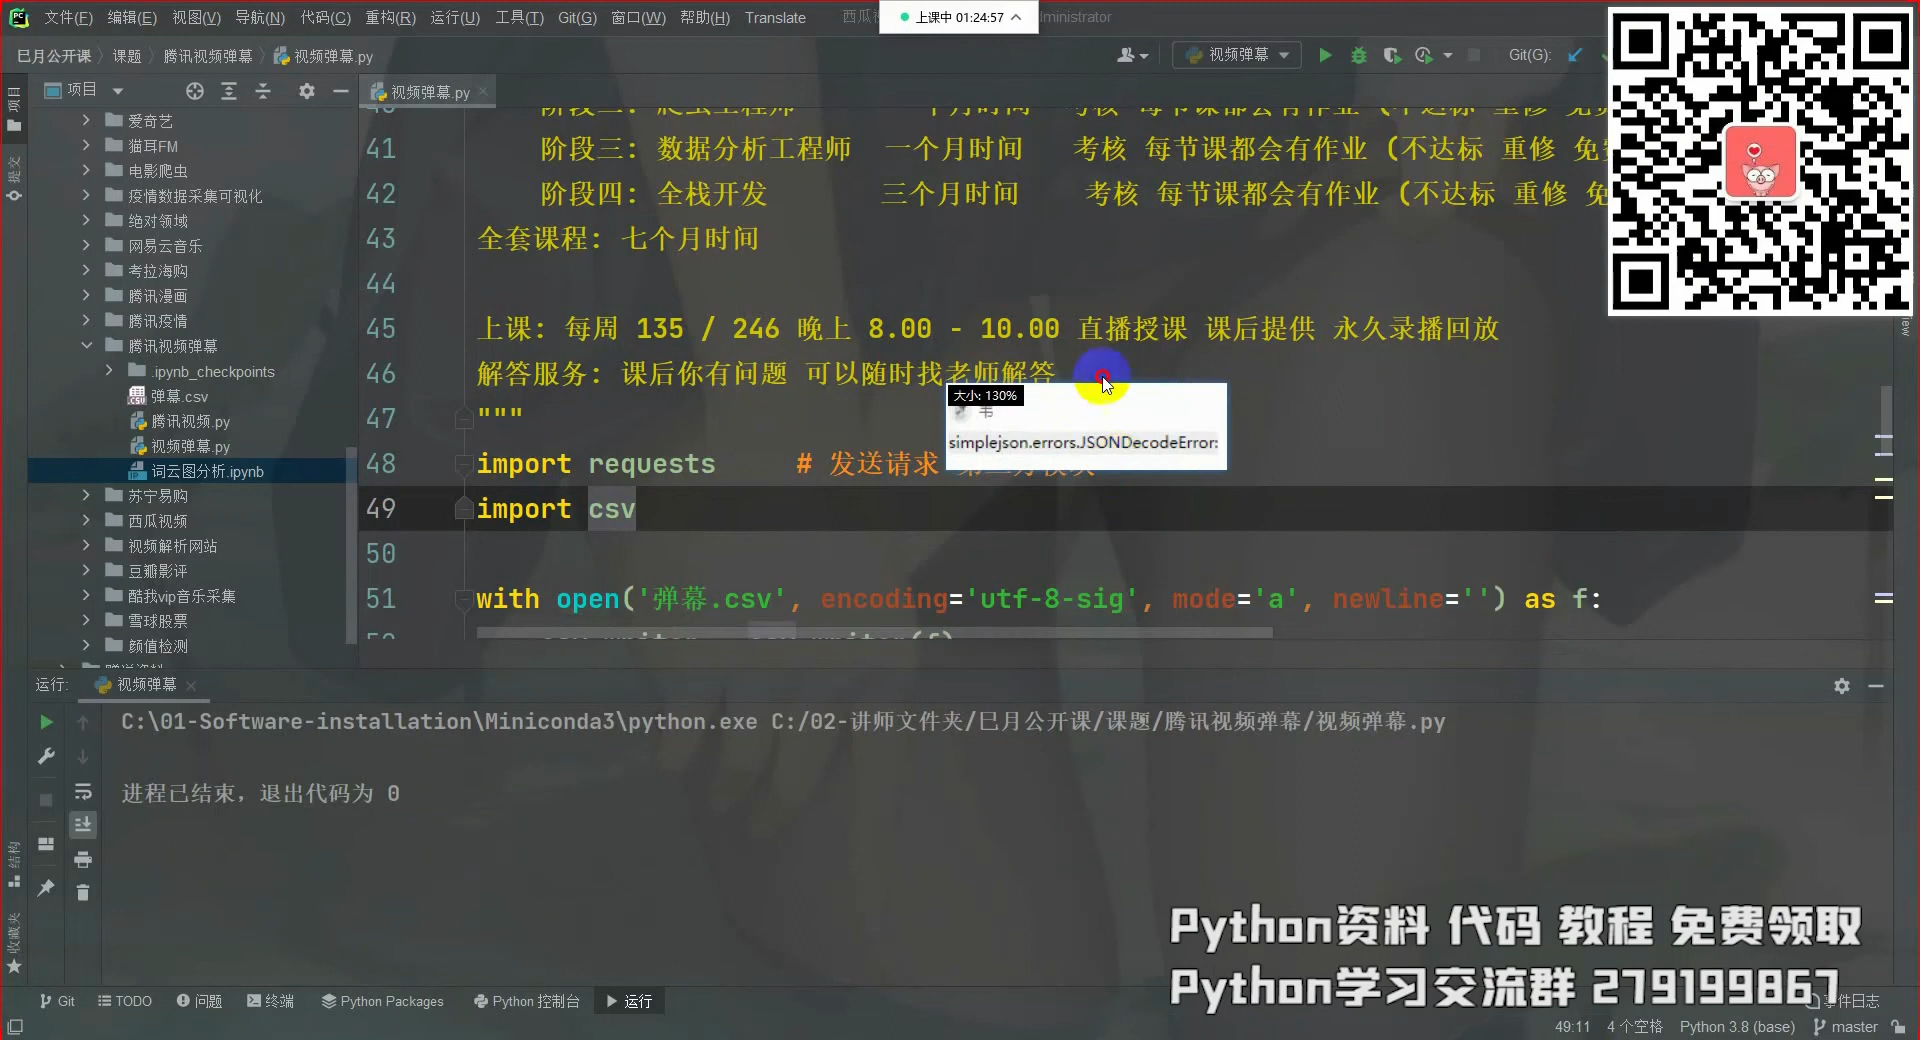 文件(F) 编辑(E) 视图(V) 导航(N) 代码(C) 重构(R) 运行(U) 工具(T) Git(G) 窗口(W) 帮助(H) Translate 上课中 01:24:57
巳月公开课 课题 腾讯视频弹幕 视频弹幕.py 视频弹幕 Git(G):
项目 视频弹幕.py
项目
提交
爱奇艺
猫耳FM
电影爬虫
疫情数据采集可视化
绝对领域
网易云音乐
考拉海购
腾讯漫画
腾讯疫情
腾讯视频弹幕
.ipynb_checkpoints
弹幕.csv
腾讯视频.py
视频弹幕.py
词云图分析.ipynb
苏宁易购
西瓜视频
视频解析网站
豆瓣影评
酷我vip音乐采集
雪球股票
颜值检测
41 阶段三: 数据分析工程师 一个月时间 考核 每节课都会有作业 (不达标 重修 免
42 阶段四: 全栈开发 三个月时间 考核 每节课都会有作业 (不达标 重修 免
43 全套课程: 七个月时间
44
45 上课: 每周 135 / 246 晚上 8.00 - 10.00 直播授课 课后提供 永久录播回放
46 解答服务: 课后你有问题 可以随时找老师解答
47 """
大小: 130%
simplejson.errors.JSONDecodeError:
48 import requests # 发送请求
49 import csv
50
51 with open('弹幕.csv', encoding='utf-8-sig', mode='a', newline='') as f:
运行: 视频弹幕
C:\01-Software-installation\Miniconda3\python.exe C:/02-讲师文件夹/巳月公开课/课题/腾讯视频弹幕/视频弹幕.py
进程已结束，退出代码为 0
结构
收藏夹
Python资料 代码 教程 免费领取
Python学习交流群 279199867
Git TODO 问题 终端 Python Packages Python 控制台 运行 事件日志
49:11 4 个空格 Python 3.8 (base) master